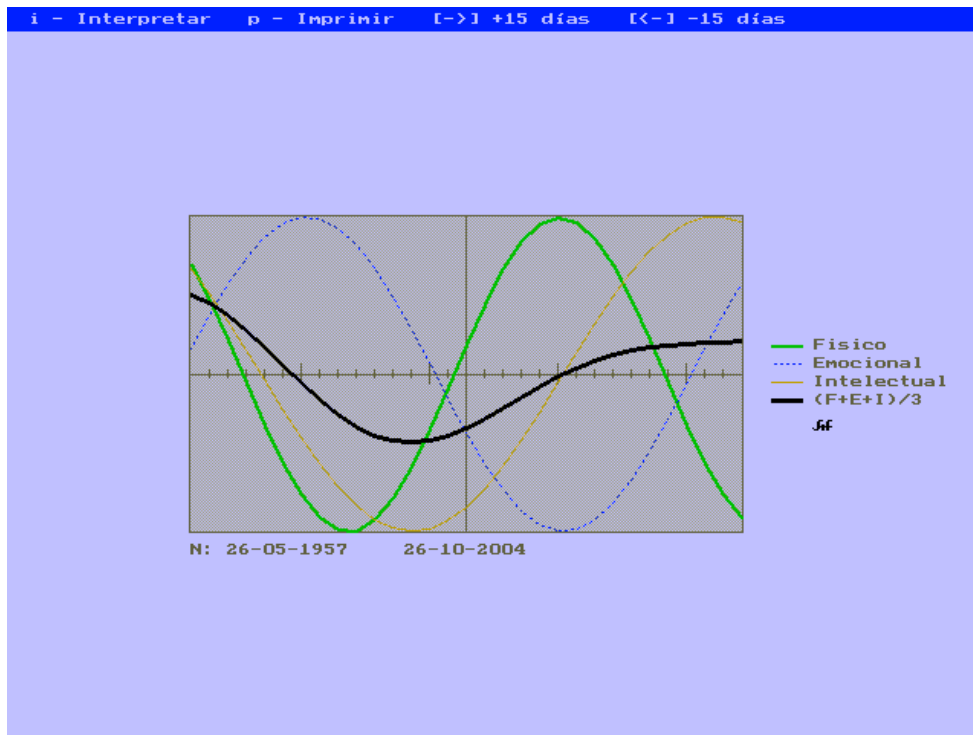 i - Interpretar p - Imprimir [->] +15 días [<-] -15 días
Fisico
Emocional
Intelectual
(F+E+I)/3
N: 26-05-1957 26-10-2004